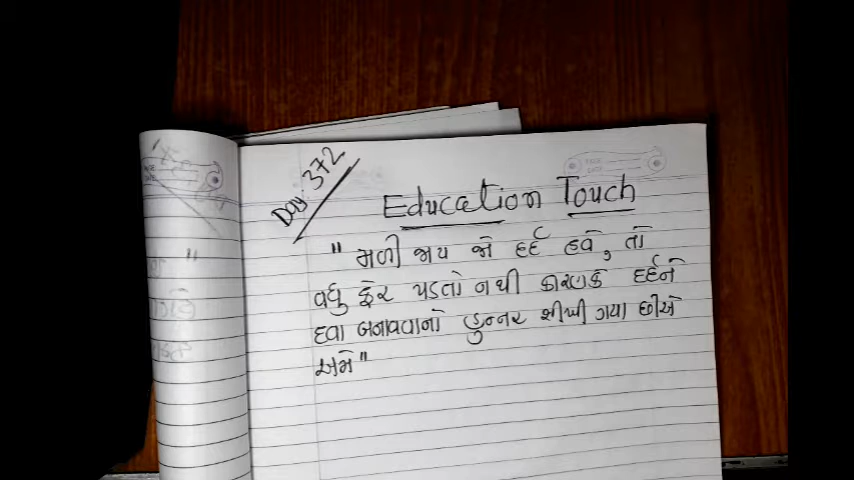 Day: 372
Education Touch
" મળી જાય જો દર્દ હવે, તો
વધુ ફેર પડતો નથી કારણકે દર્દને
દવા બનાવવાનો હુન્નર શીખી ગયા છીએ
અમે "